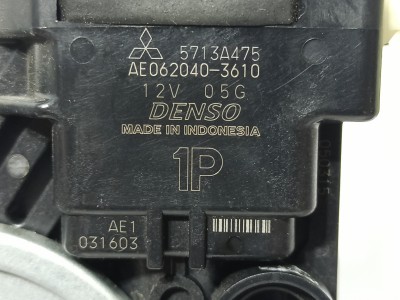 5713A475
AE062040-3610
12V 05G
DENSO
MADE IN INDONESIA
1P
AE1
031603